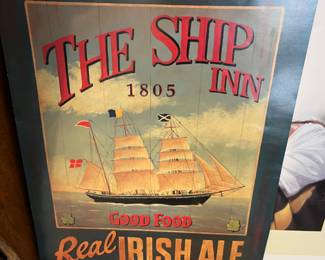 THE SHIP
INN
1805
GOOD FOOD
Real IRISH ALE